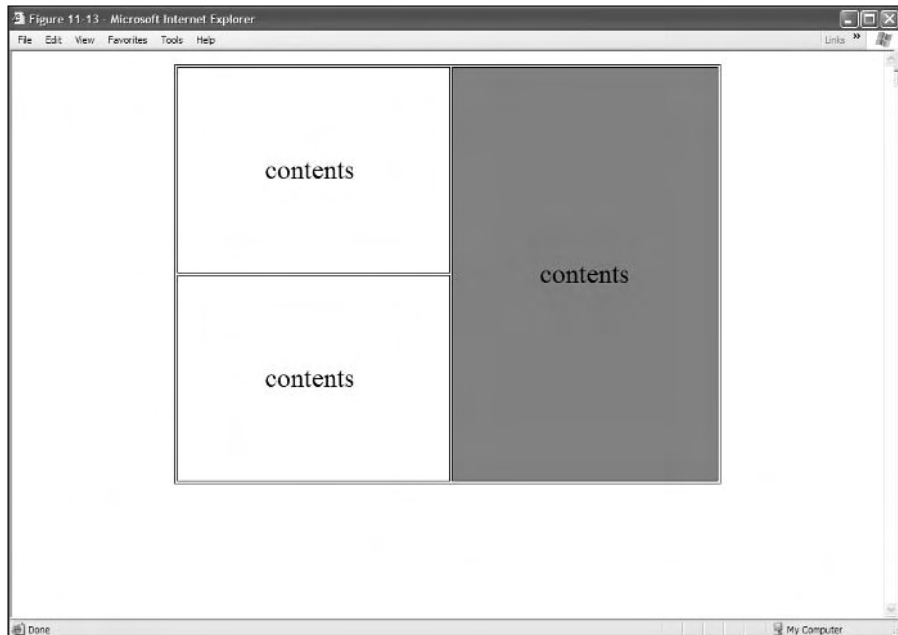 Figure 11-13 - Microsoft Internet Explorer
File Edit View Favorites Tools Help
Links »
contents
contents
contents
Done
My Computer